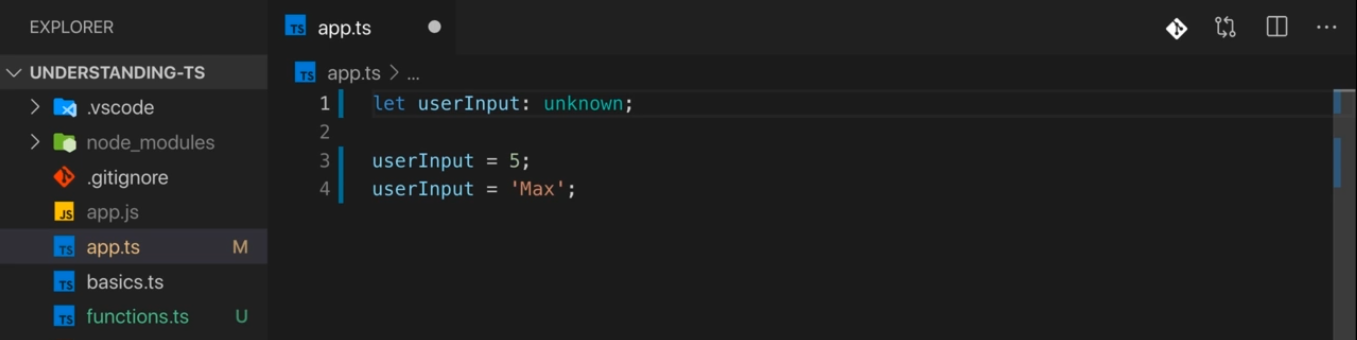 EXPLORER
UNDERSTANDING-TS
.vscode
node_modules
.gitignore
JS app.js
TS app.ts M
TS basics.ts
TS functions.ts U
TS app.ts
TS app.ts > ...
1 let userInput: unknown;
2
3 userInput = 5;
4 userInput = 'Max';